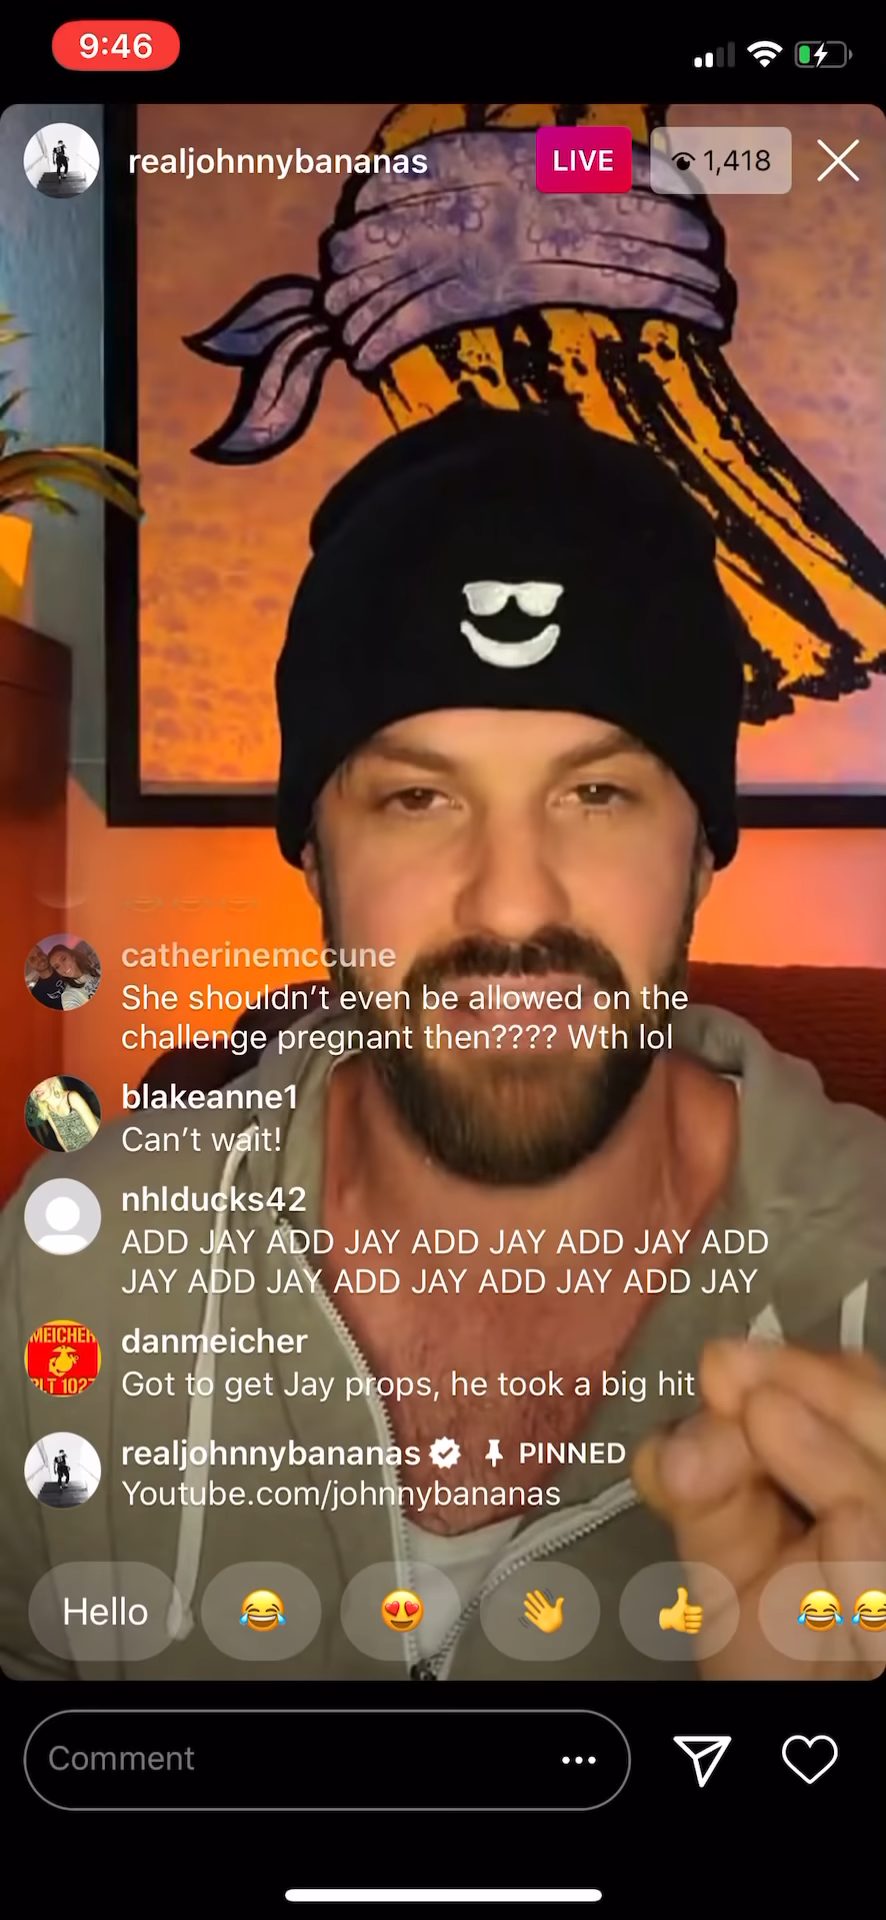 9:46
realjohnnybananas
LIVE
1,418
catherinemccune
She shouldn’t even be allowed on the
challenge pregnant then???? Wth lol
blakeanne1
Can’t wait!
nhlducks42
ADD JAY ADD JAY ADD JAY ADD JAY ADD
JAY ADD JAY ADD JAY ADD JAY ADD JAY
MEICHER
PLT 1027
danmeicher
Got to get Jay props, he took a big hit
realjohnnybananas PINNED
Youtube.com/johnnybananas
Hello
Comment